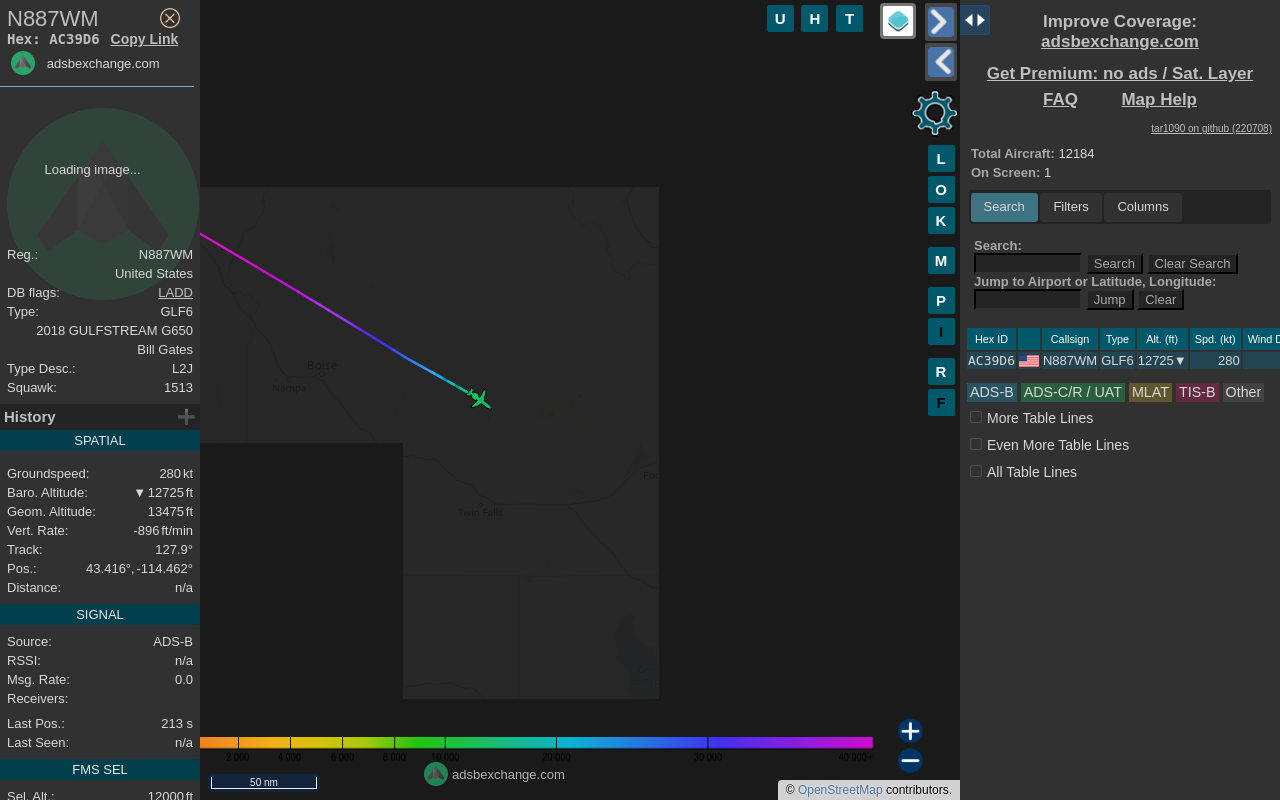 N887WM
Hex: AC39D6 Copy Link
adsbexchange.com
Loading image...
Reg.: N887WM
United States
DB flags: LADD
Type: GLF6
2018 GULFSTREAM G650
Bill Gates
Type Desc.: L2J
Squawk: 1513
History
SPATIAL
Groundspeed: 280 kt
Baro. Altitude: ▼ 12725 ft
Geom. Altitude: 13475 ft
Vert. Rate: -896 ft/min
Track: 127.9°
Pos.: 43.416°, -114.462°
Distance: n/a
SIGNAL
Source: ADS-B
RSSI: n/a
Msg. Rate: 0.0
Receivers:
Last Pos.: 213 s
Last Seen: n/a
FMS SEL
Sel. Alt.: 12000 ft
U H T
L
O
K
M
P
I
R
F
Boise
Nampa
Twin Falls
2 000 4 000 6 000 8 000 10 000 20 000 30 000 40 000+
50 nm
adsbexchange.com
© OpenStreetMap contributors.
Improve Coverage:
adsbexchange.com
Get Premium: no ads / Sat. Layer
FAQ Map Help
tar1090 on github (220708)
Total Aircraft: 12184
On Screen: 1
Search Filters Columns
Search:
Search Clear Search
Jump to Airport or Latitude, Longitude:
Jump Clear
Hex ID Callsign Type Alt. (ft) Spd. (kt) Wind D
AC39D6 N887WM GLF6 12725▼ 280
ADS-B ADS-C/R / UAT MLAT TIS-B Other
More Table Lines
Even More Table Lines
All Table Lines